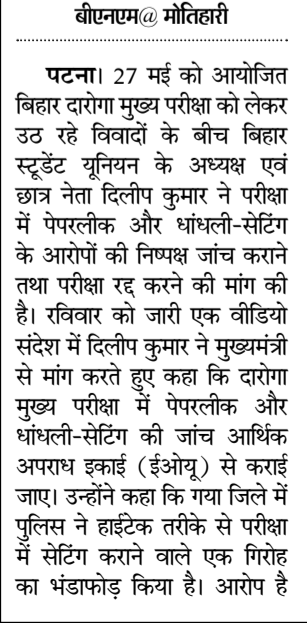 बीएनएम@ मोतिहारी
पटना। 27 मई को आयोजित
बिहार दारोगा मुख्य परीक्षा को लेकर
उठ रहे विवादों के बीच बिहार
स्टूडेंट यूनियन के अध्यक्ष एवं
छात्र नेता दिलीप कुमार ने परीक्षा
में पेपरलीक और धांधली-सेटिंग
के आरोपों की निष्पक्ष जांच कराने
तथा परीक्षा रद्द करने की मांग की
है। रविवार को जारी एक वीडियो
संदेश में दिलीप कुमार ने मुख्यमंत्री
से मांग करते हुए कहा कि दारोगा
मुख्य परीक्षा में पेपरलीक और
धांधली-सेटिंग की जांच आर्थिक
अपराध इकाई (ईओयू) से कराई
जाए। उन्होंने कहा कि गया जिले में
पुलिस ने हाईटेक तरीके से परीक्षा
में सेटिंग कराने वाले एक गिरोह
का भंडाफोड़ किया है। आरोप है